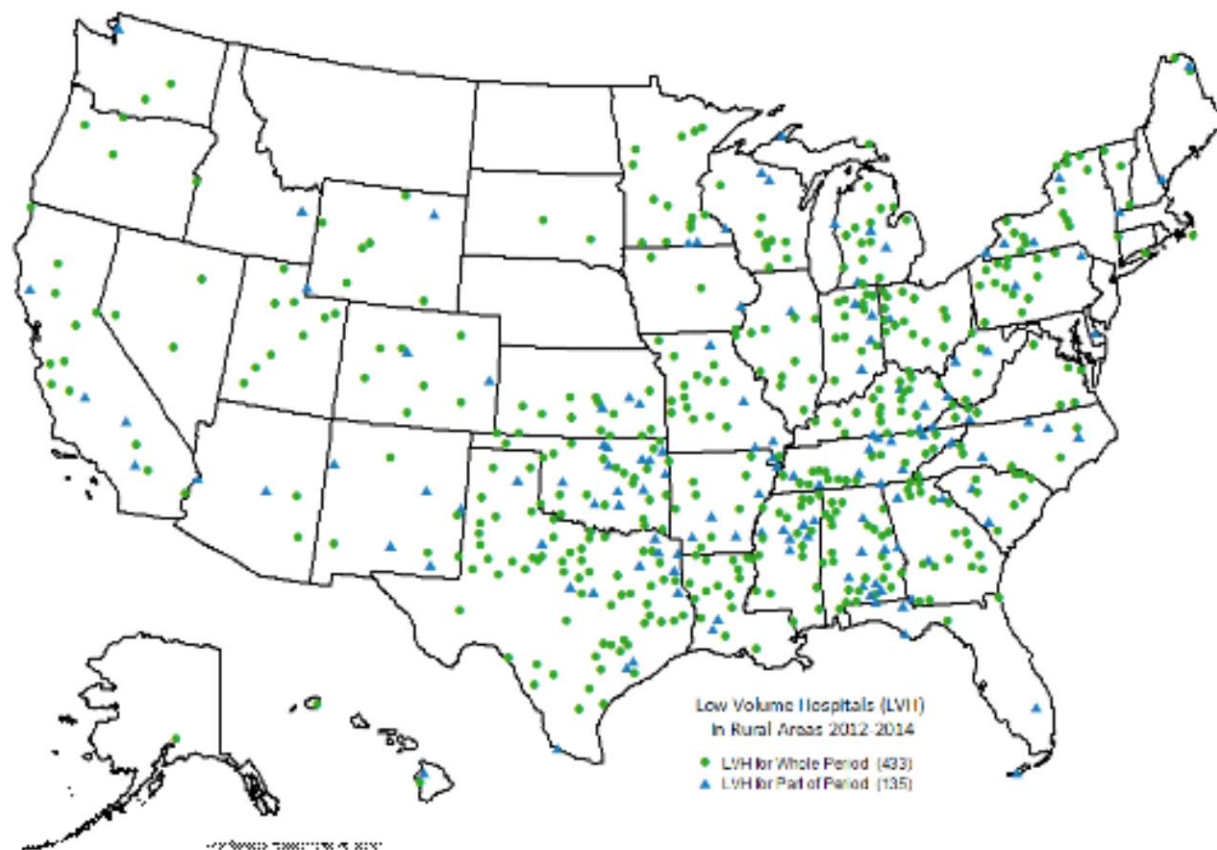 Low Volume Hospitals (LVH)
In Rural Areas 2012-2014
LVH for Whole Period (433)
LVH for Part of Period (135)